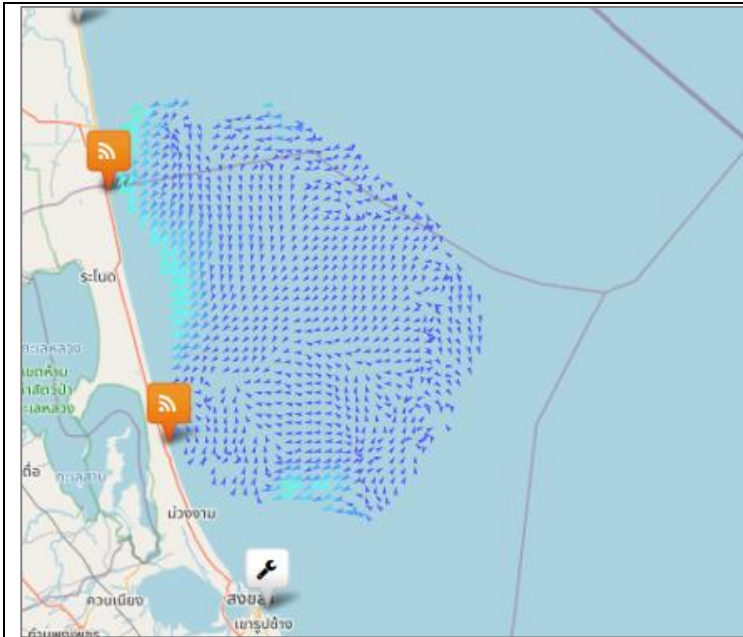 ระโนด
ทะเลหลวง
เขตห้าม
ล่าสัตว์ป่า
ทะเลหลวง
ทะเลสาบ
ม่วงงาม
ควนเนียง
สงขลา
เขารูปช้าง